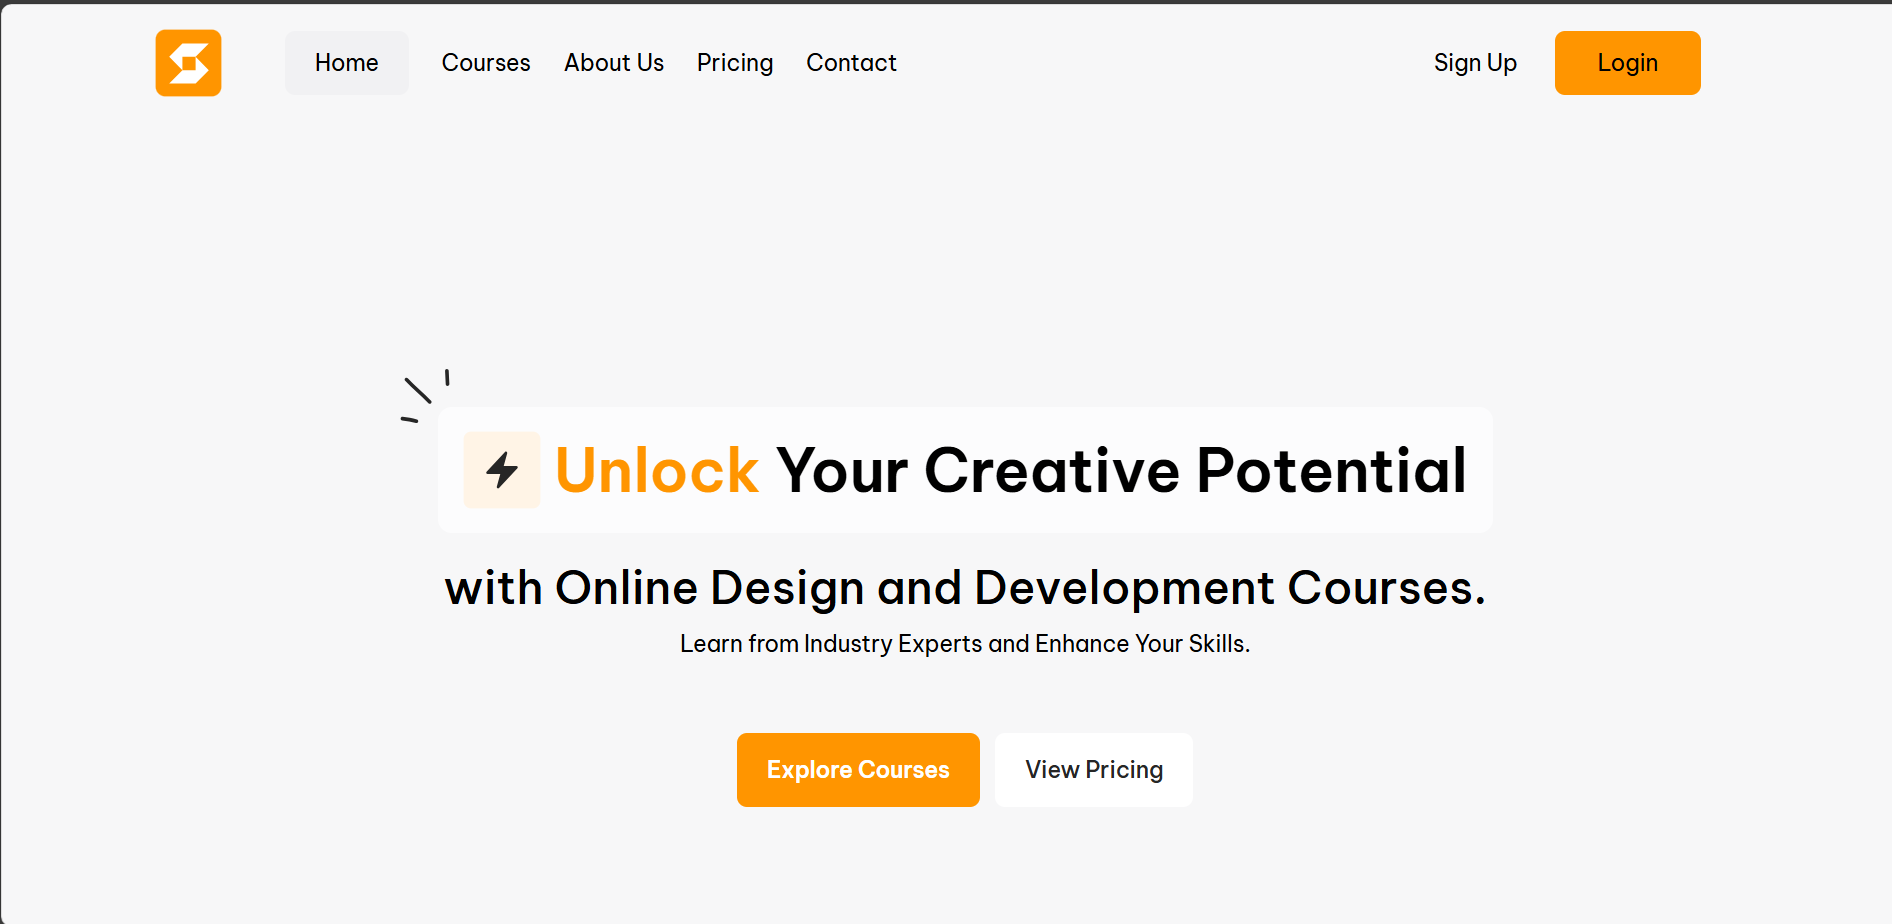 Home Courses About Us Pricing Contact Sign Up Login
Unlock Your Creative Potential
with Online Design and Development Courses.
Learn from Industry Experts and Enhance Your Skills.
Explore Courses View Pricing